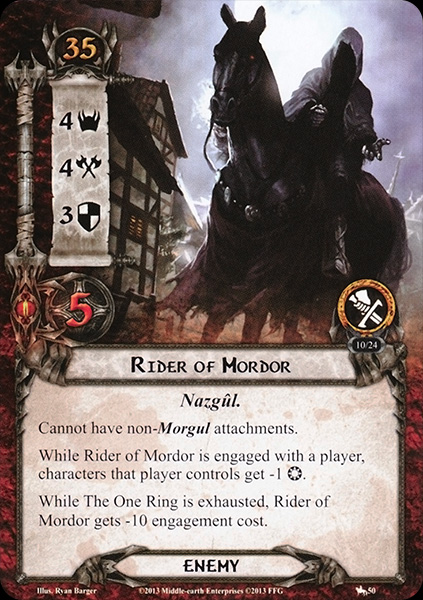 35
4
4
3
5
10/24
RIDER OF MORDOR
Nazgûl.
Cannot have non-Morgul attachments.
While Rider of Mordor is engaged with a player,
characters that player controls get -1 .
While The One Ring is exhausted, Rider of
Mordor gets -10 engagement cost.
ENEMY
Illus. Ryan Barger
©2013 Middle-earth Enterprises ©2013 FFG
50